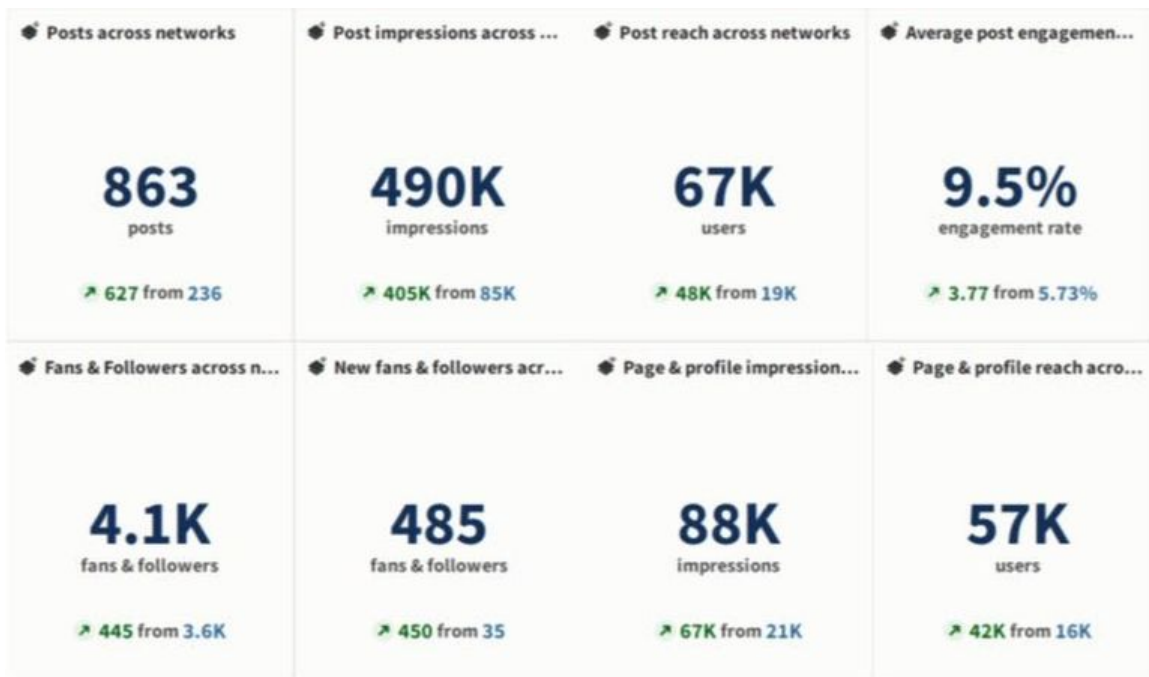 Posts across networks
Post impressions across ...
Post reach across networks
Average post engagemen...
863
posts
627 from 236
490K
impressions
405K from 85K
67K
users
48K from 19K
9.5%
engagement rate
3.77 from 5.73%
Fans & Followers across n...
New fans & followers acr...
Page & profile impression...
Page & profile reach acro...
4.1K
fans & followers
445 from 3.6K
485
fans & followers
450 from 35
88K
impressions
67K from 21K
57K
users
42K from 16K